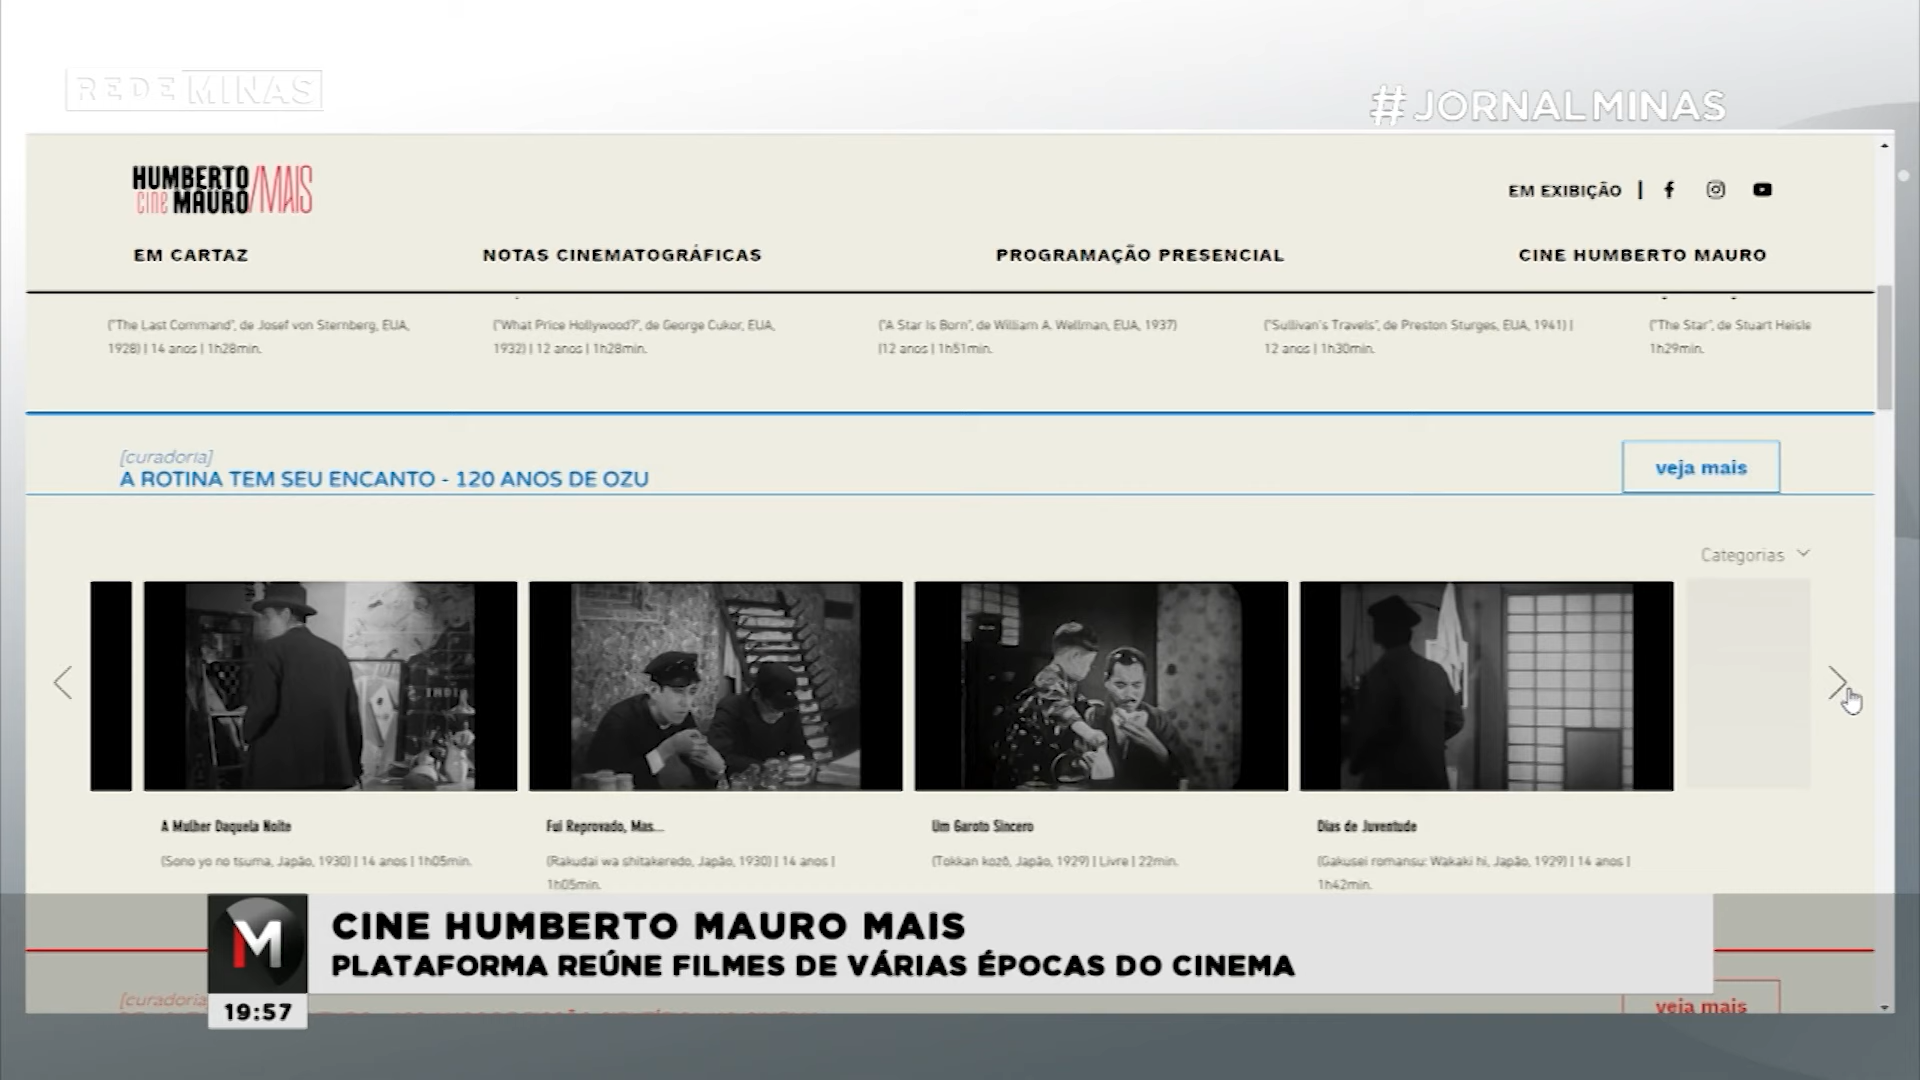 REDE MINAS
#JORNALMINAS
HUMBERTO
cine MAURO/MAIS
EM EXIBIÇÃO |
EM CARTAZ
NOTAS CINEMATOGRÁFICAS
PROGRAMAÇÃO PRESENCIAL
CINE HUMBERTO MAURO
("The Last Command", de Josef von Sternberg, EUA,
1928) | 14 anos | 1h28min.
("What Price Hollywood?", de George Cukor, EUA,
1932) | 12 anos | 1h28min.
("A Star Is Born", de William A. Wellman, EUA, 1937)
|12 anos | 1h51min.
("Sullivan's Travels", de Preston Sturges, EUA, 1941) |
12 anos | 1h30min.
("The Star", de Stuart Heisle
1h29min.
[curadoria]
A ROTINA TEM SEU ENCANTO - 120 ANOS DE OZU
veja mais
Categorias
A Mulher Daquela Noite
(Sono yo no tsuma, Japão, 1930) | 14 anos | 1h05min.
Fui Reprovado, Mas...
(Rakudai wa shitakeredo, Japão, 1930) | 14 anos |
1h05min.
Um Garoto Sincero
(Tokkan kozô, Japão, 1929) | Livre | 22min.
Dias de Juventude
(Gakusei romansu: Wakaki hi, Japão, 1929) | 14 anos |
1h42min.
M
CINE HUMBERTO MAURO MAIS
PLATAFORMA REÚNE FILMES DE VÁRIAS ÉPOCAS DO CINEMA
[curadoria
veja mais
19:57